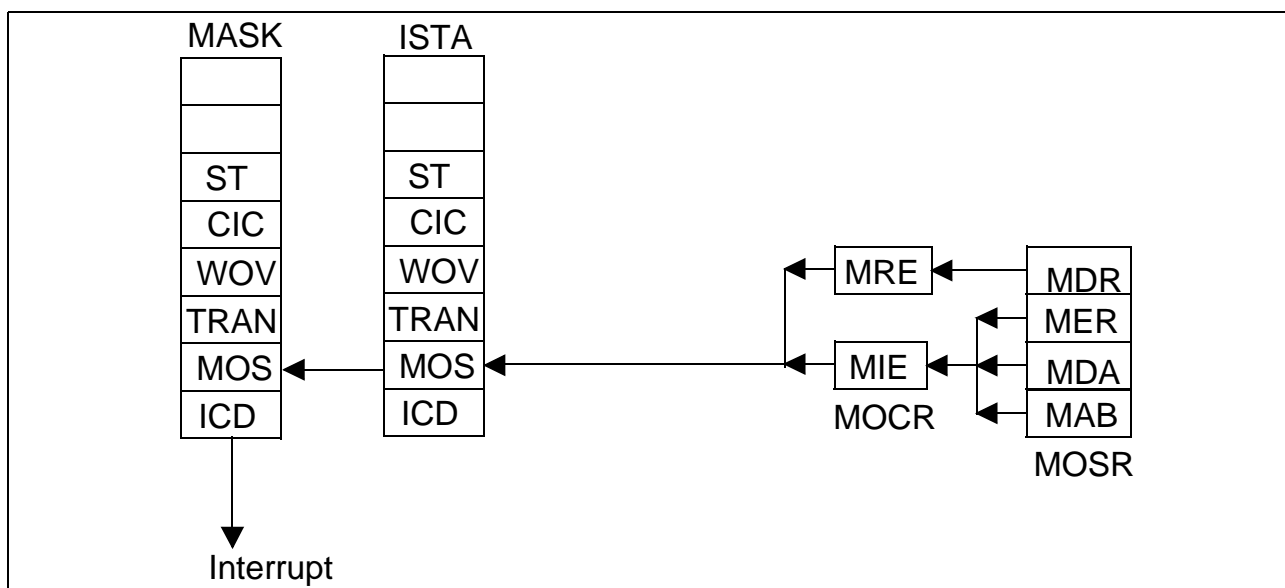 MASK
ISTA
ST
CIC
WOV
TRAN
MOS
ICD
ST
CIC
WOV
TRAN
MOS
ICD
MRE
MIE
MOCR
MDR
MER
MDA
MAB
MOSR
Interrupt